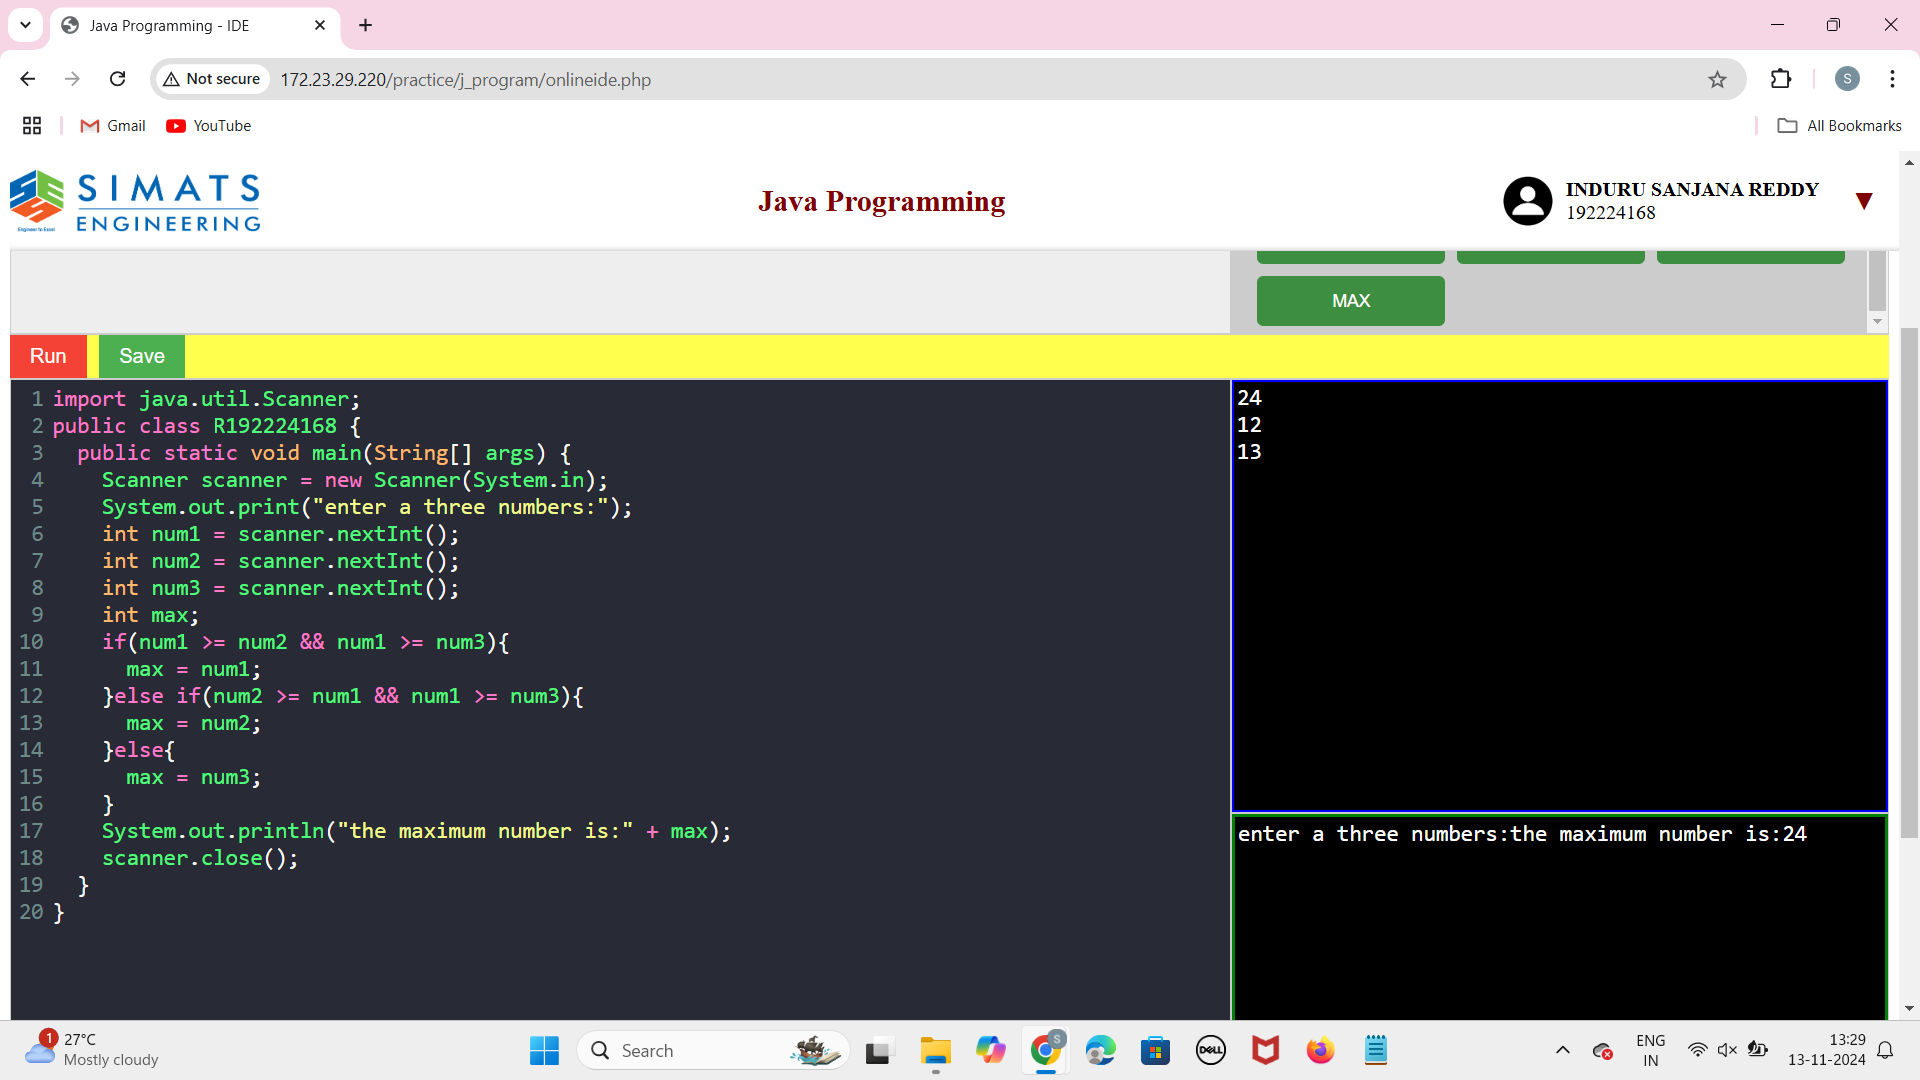 Java Programming - IDE
Not secure
172.23.29.220/practice/j_program/onlineide.php
S
Gmail
YouTube
All Bookmarks
SIMATS
ENGINEERING
Engineer to Excel
Java Programming
INDURU SANJANA REDDY
192224168
MAX
Run
Save
1 import java.util.Scanner;
2 public class R192224168 {
3 public static void main(String[] args) {
4 Scanner scanner = new Scanner(System.in);
5 System.out.print("enter a three numbers:");
6 int num1 = scanner.nextInt();
7 int num2 = scanner.nextInt();
8 int num3 = scanner.nextInt();
9 int max;
10 if(num1 >= num2 && num1 >= num3){
11 max = num1;
12 }else if(num2 >= num1 && num1 >= num3){
13 max = num2;
14 }else{
15 max = num3;
16 }
17 System.out.println("the maximum number is:" + max);
18 scanner.close();
19 }
20 }
24
12
13
enter a three numbers:the maximum number is:24
1
27°C
Mostly cloudy
Search
S
DELL
ENG
IN
13:29
13-11-2024